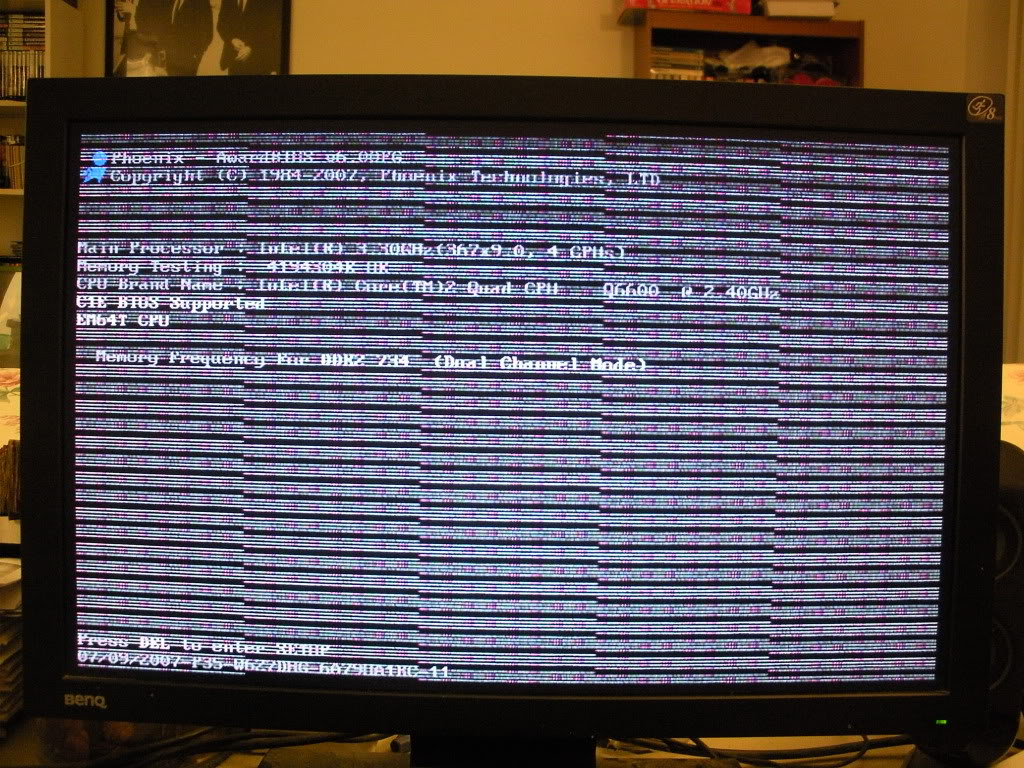 OPERATION
Phoenix - AwardBIOS v6.00PG
Copyright (C) 1984-2007, Phoenix Technologies, LTD
Main Processor : Intel(R) 3.30GHz(367x9.0, 4 CPUs)
Memory Testing : 4194304K OK
CPU Brand Name : Intel(R) Core(TM)2 Quad CPU Q6600 @ 2.40GHz
C1E BIOS Supported
EM64T CPU
Memory Frequency For DDR2 734 (Dual Channel Mode)
Press DEL to enter SETUP
BenQ